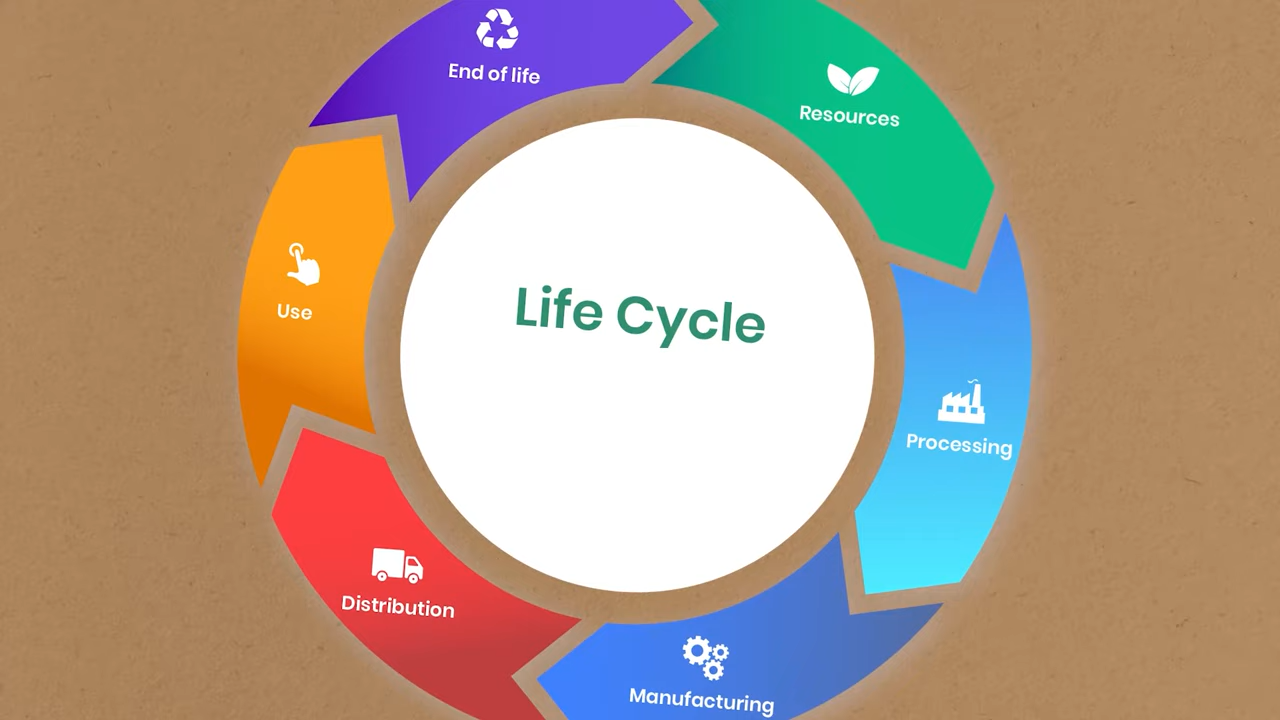 End of life
Resources
Use
Life Cycle
Processing
Distribution
Manufacturing